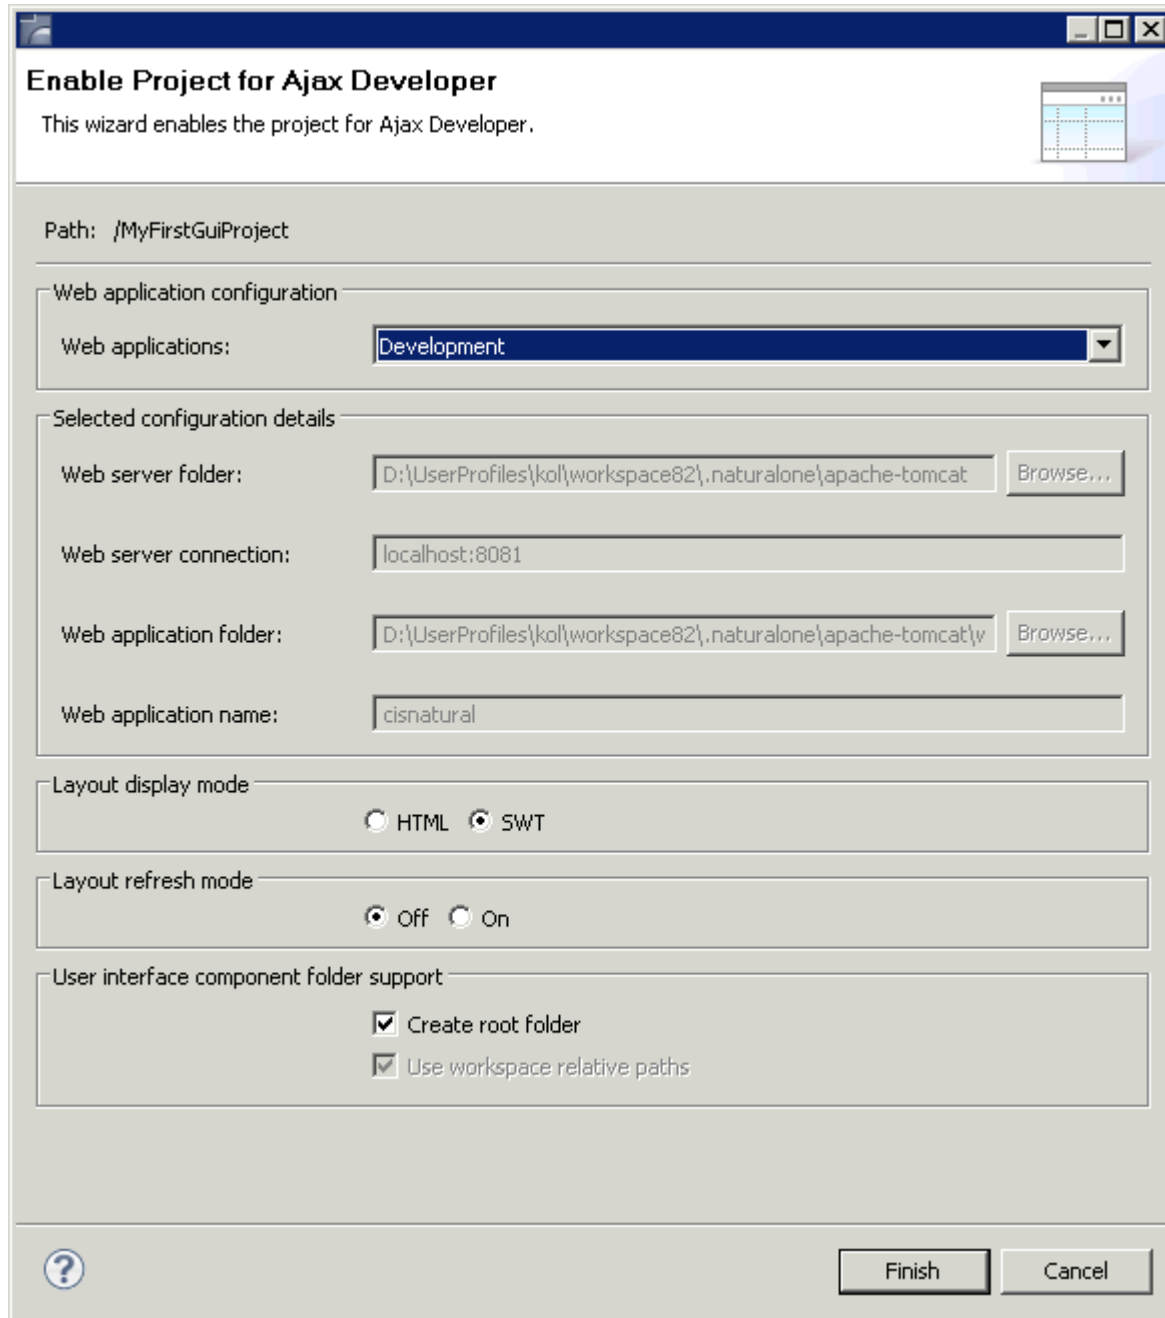 Enable Project for Ajax Developer
This wizard enables the project for Ajax Developer.
Path: /MyFirstGuiProject
Web application configuration
Web applications: Development
Selected configuration details
Web server folder: D:\UserProfiles\kol\workspace82\.naturalone\apache-tomcat Browse...
Web server connection: localhost:8081
Web application folder: D:\UserProfiles\kol\workspace82\.naturalone\apache-tomcat\w Browse...
Web application name: cisnatural
Layout display mode
HTML SWT
Layout refresh mode
Off On
User interface component folder support
Create root folder
Use workspace relative paths
? Finish Cancel